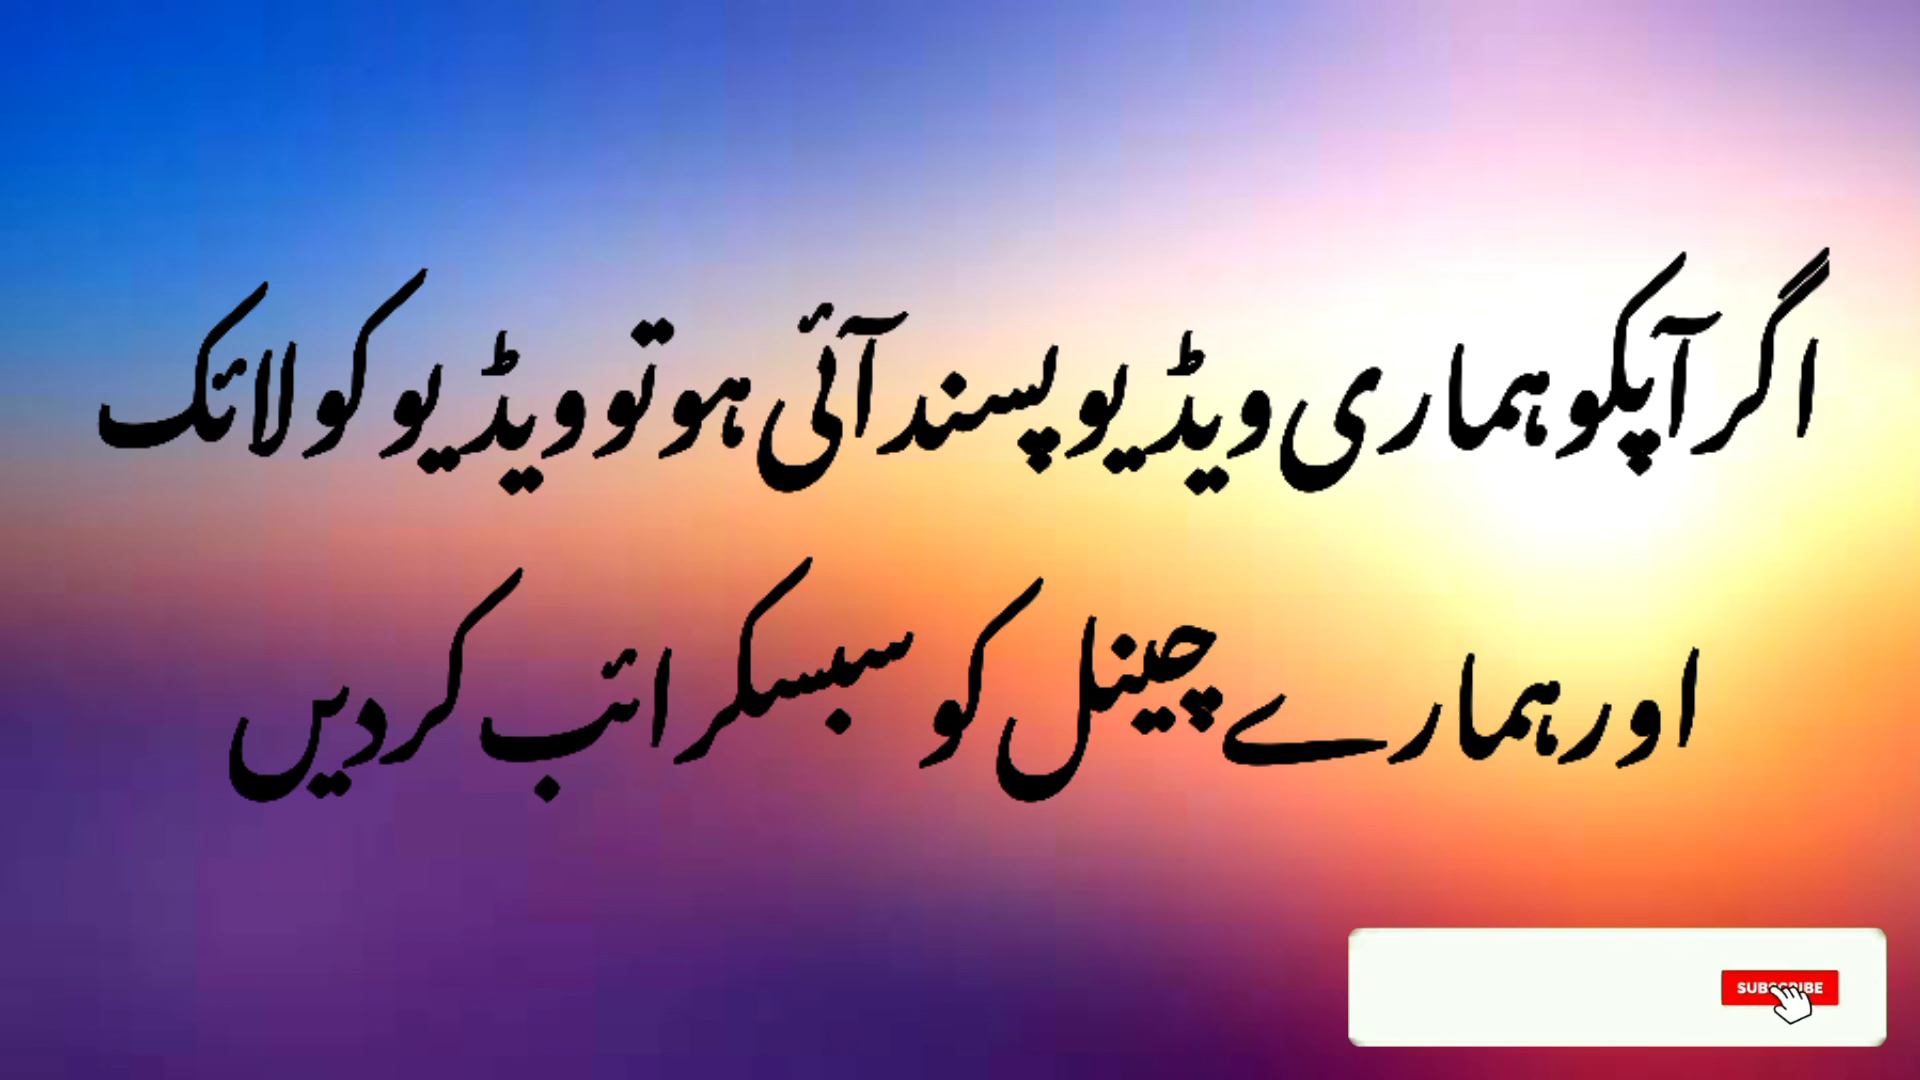 اگر آپکو ہماری ویڈیو پسند آئی ہو تو ویڈیو کو لائک
اور ہمارے چینل کو سبسکرائب کر دیں
SUBSCRIBE